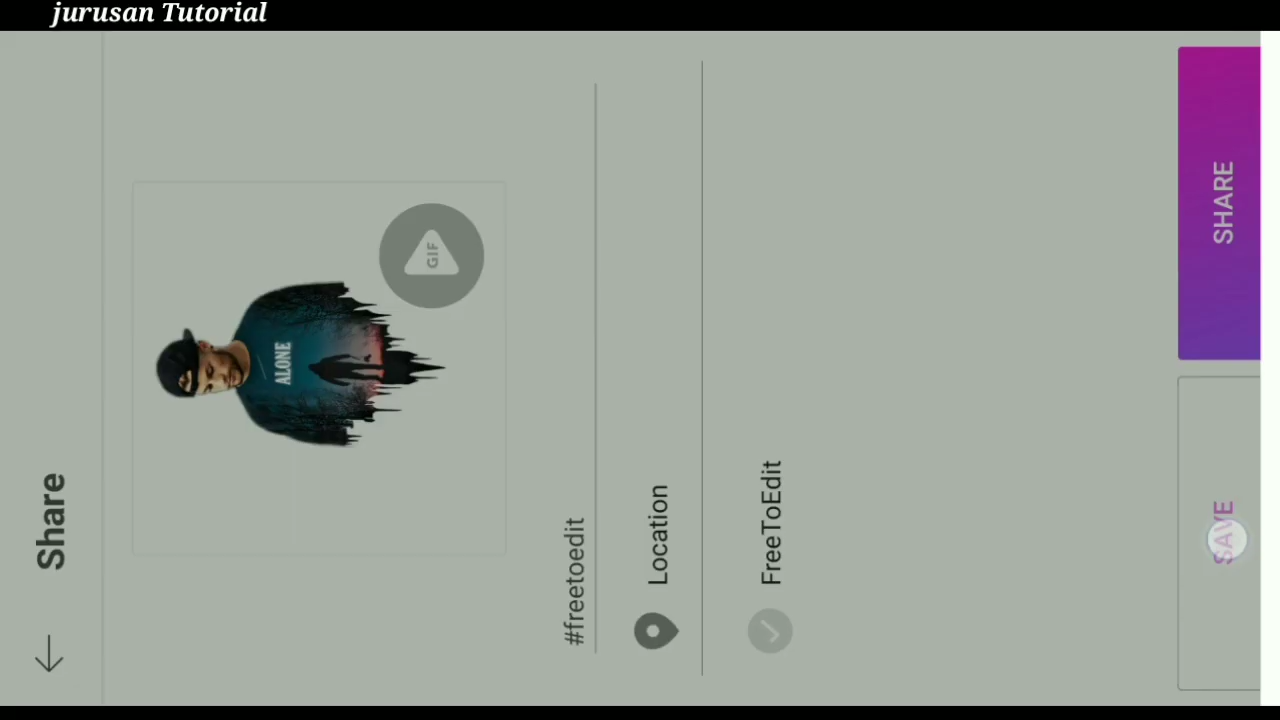 jurusan Tutorial
Share
GIF
ALONE
#freetoedit
Location
FreeToEdit
SAVE
SHARE